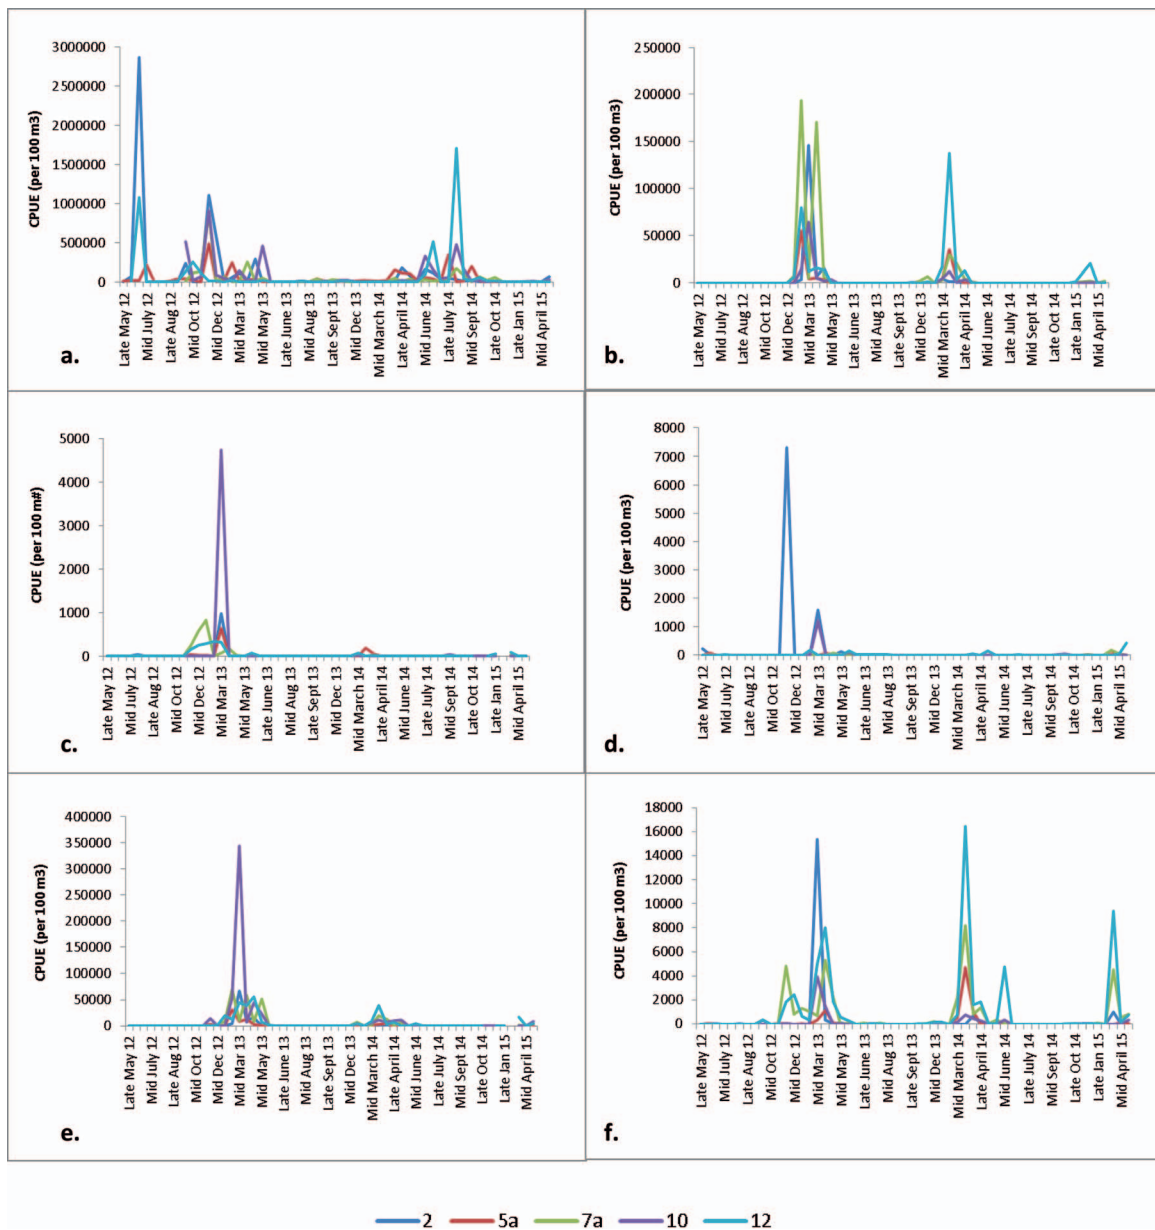 3000000
2500000
2000000
1500000
1000000
500000
0
CPUE (per 100 m3)
Late May 12
Mid July 12
Late Aug 12
Mid Oct 12
Mid Dec 12
Mid Mar 13
Mid May 13
Late June 13
Mid Aug 13
Late Sept 13
Mid Dec 13
Mid March 14
Late April 14
Mid June 14
Late July 14
Mid Sept 14
Late Oct 14
Late Jan 15
Mid April 15
a.
250000
200000
150000
100000
50000
0
CPUE (per 100 m3)
Late May 12
Mid July 12
Late Aug 12
Mid Oct 12
Mid Dec 12
Mid Mar 13
Mid May 13
Late June 13
Mid Aug 13
Late Sept 13
Mid Dec 13
Mid March 14
Late April 14
Mid June 14
Late July 14
Mid Sept 14
Late Oct 14
Late Jan 15
Mid April 15
b.
5000
4000
3000
2000
1000
0
CPUE (per 100 m#)
Late May 12
Mid July 12
Late Aug 12
Mid Oct 12
Mid Dec 12
Mid Mar 13
Mid May 13
Late June 13
Mid Aug 13
Late Sept 13
Mid Dec 13
Mid March 14
Late April 14
Mid June 14
Late July 14
Mid Sept 14
Late Oct 14
Late Jan 15
Mid April 15
c.
8000
7000
6000
5000
4000
3000
2000
1000
0
CPUE (per 100 m3)
Late May 12
Mid July 12
Late Aug 12
Mid Oct 12
Mid Dec 12
Mid Mar 13
Mid May 13
Late June 13
Mid Aug 13
Late Sept 13
Mid Dec 13
Mid March 14
Late April 14
Mid June 14
Late July 14
Mid Sept 14
Late Oct 14
Late Jan 15
Mid April 15
d.
400000
350000
300000
250000
200000
150000
100000
50000
0
CPUE (per 100 m3)
Late May 12
Mid July 12
Late Aug 12
Mid Oct 12
Mid Dec 12
Mid Mar 13
Mid May 13
Late June 13
Mid Aug 13
Late Sept 13
Mid Dec 13
Mid March 14
Late April 14
Mid June 14
Late July 14
Mid Sept 14
Late Oct 14
Late Jan 15
Mid April 15
e.
18000
16000
14000
12000
10000
8000
6000
4000
2000
0
CPUE (per 100 m3)
Late May 12
Mid July 12
Late Aug 12
Mid Oct 12
Mid Dec 12
Mid Mar 13
Mid May 13
Late June 13
Mid Aug 13
Late Sept 13
Mid Dec 13
Mid March 14
Late April 14
Mid June 14
Late July 14
Mid Sept 14
Late Oct 14
Late Jan 15
Mid April 15
f.
2 5a 7a 10 12